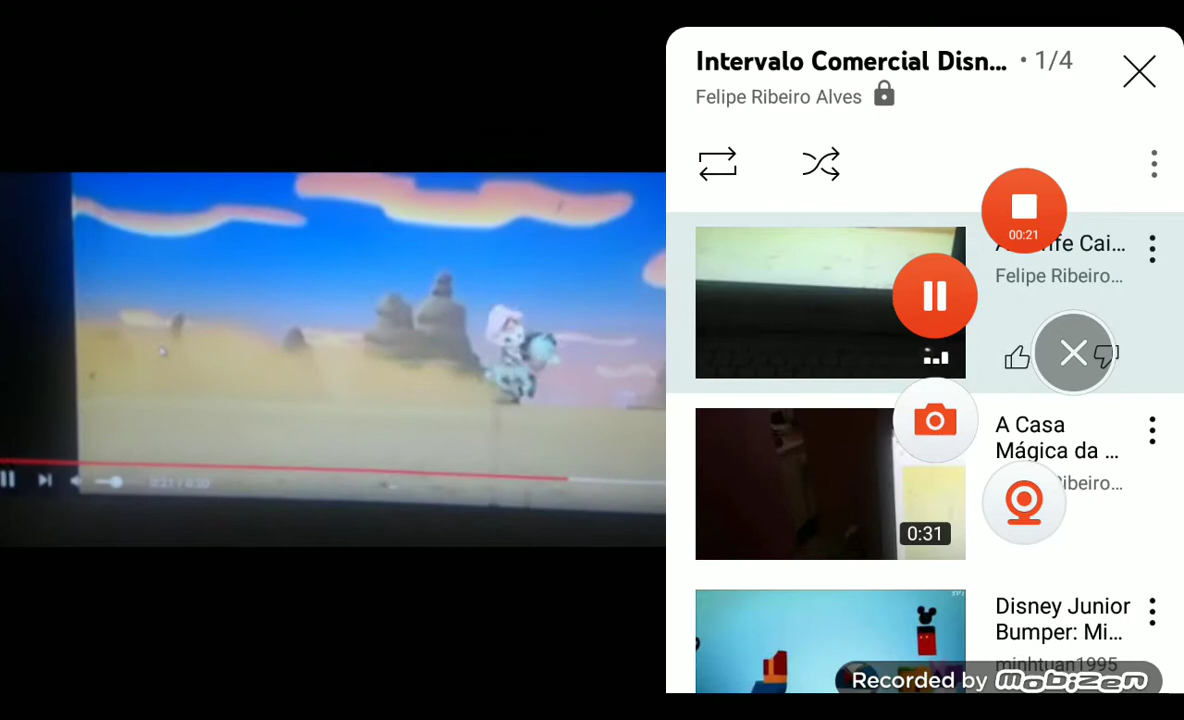 Intervalo Comercial Disn... • 1/4
Felipe Ribeiro Alves
00:21
Cai...
Felipe Ribeiro...
A Casa
Mágica da ...
0:31
Disney Junior
Bumper: Mi...
minhtuan1995
Recorded by mobizen